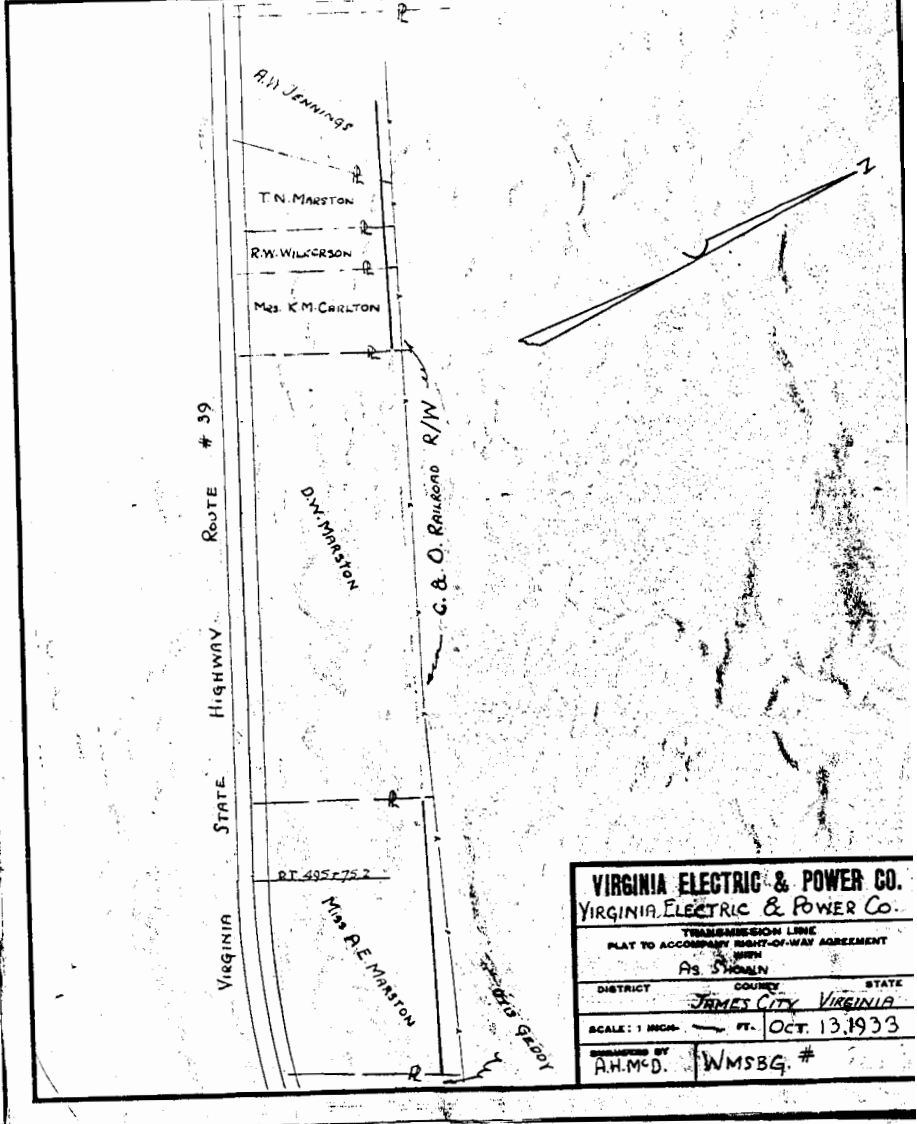 A.W JENNINGS
T. N. MARSTON
R.W. WILKERSON
MRS. K M. CARLTON
D.W. MARSTON
C. & O. RAILROAD R/W
VIRGINIA STATE HIGHWAY ROUTE # 39
PT. 495+75.2
MISS A.E. MARSTON
GEDDY
VIRGINIA ELECTRIC & POWER CO.
VIRGINIA ELECTRIC & POWER CO.
TRANSMISSION LINE
PLAT TO ACCOMPANY RIGHT-OF-WAY AGREEMENT
WITH
AS SHOWN
DISTRICT COUNTY STATE
JAMES CITY VIRGINIA
SCALE: 1 INCH- FT. OCT. 13, 1933
BY
A.H. McD. WMSBG. #